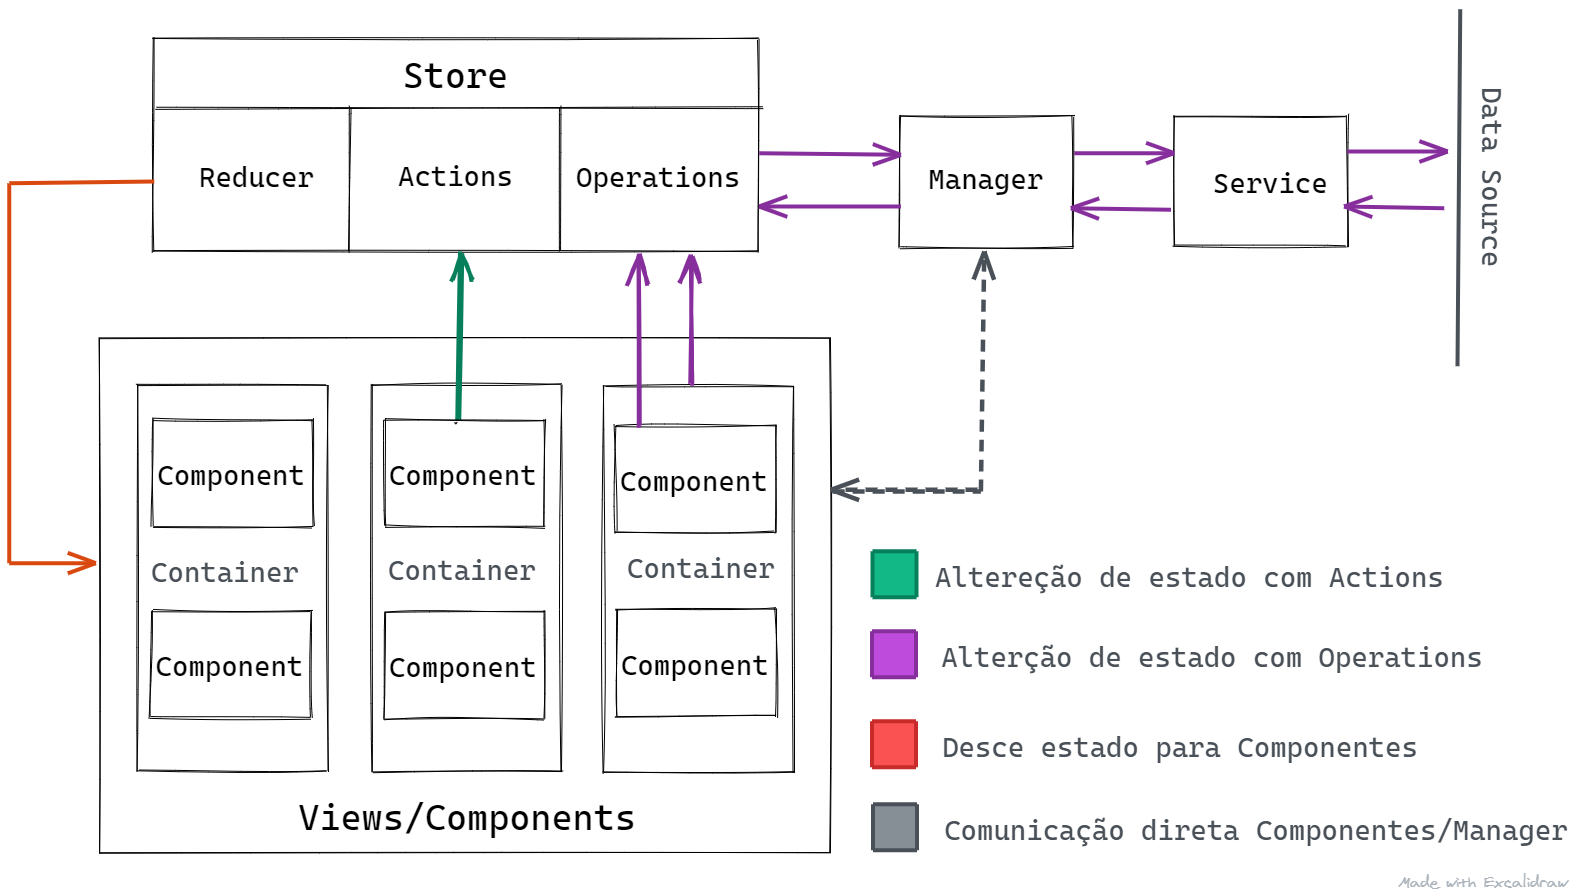 Store
Reducer
Actions
Operations
Manager
Service
Data Source
Component
Component
Component
Container
Container
Container
Component
Component
Component
Views/Components
Altereção de estado com Actions
Alterção de estado com Operations
Desce estado para Componentes
Comunicação direta Componentes/Manager
Made with Excalidraw